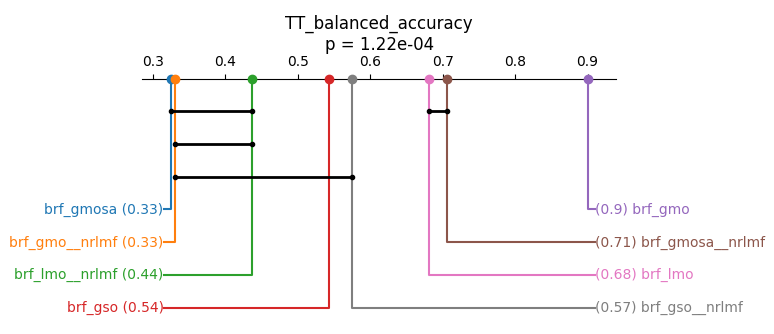 TT_balanced_accuracy
p = 1.22e-04
0.3 0.4 0.5 0.6 0.7 0.8 0.9
brf_gmosa (0.33) (0.9) brf_gmo
brf_gmo__nrlmf (0.33) (0.71) brf_gmosa__nrlmf
brf_lmo__nrlmf (0.44) (0.68) brf_lmo
brf_gso (0.54) (0.57) brf_gso__nrlmf